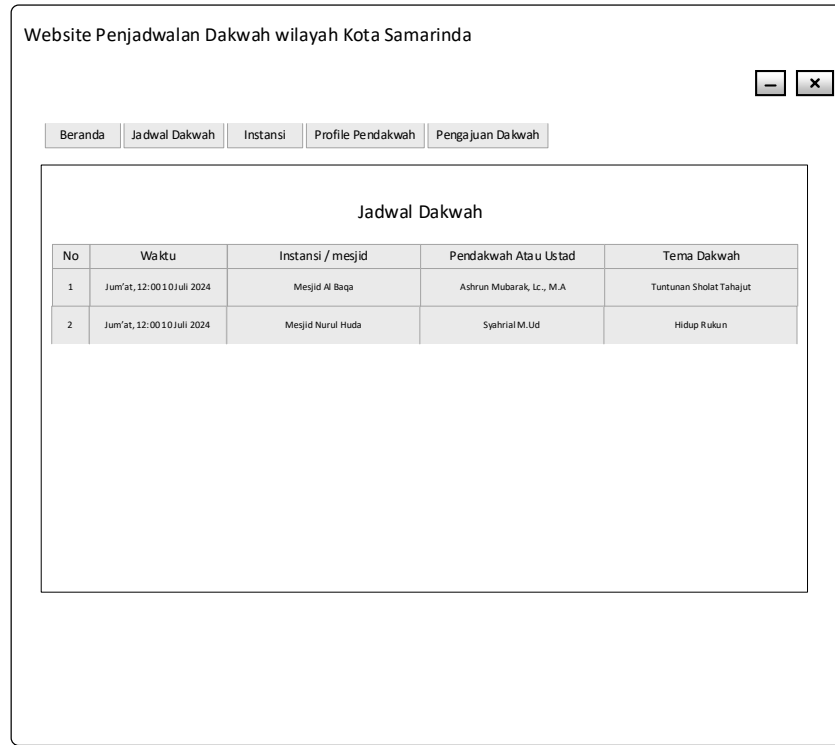 Website Penjadwalan Dakwah wilayah Kota Samarinda
Beranda Jadwal Dakwah Instansi Profile Pendakwah Pengajuan Dakwah
Jadwal Dakwah
No Waktu Instansi / mesjid Pendakwah Atau Ustad Tema Dakwah
1 Jum'at, 12:00 10 Juli 2024 Mesjid Al Baqa Ashrun Mubarak, Lc., M.A Tuntunan Sholat Tahajut
2 Jum'at, 12:00 10 Juli 2024 Mesjid Nurul Huda Syahrial M.Ud Hidup Rukun